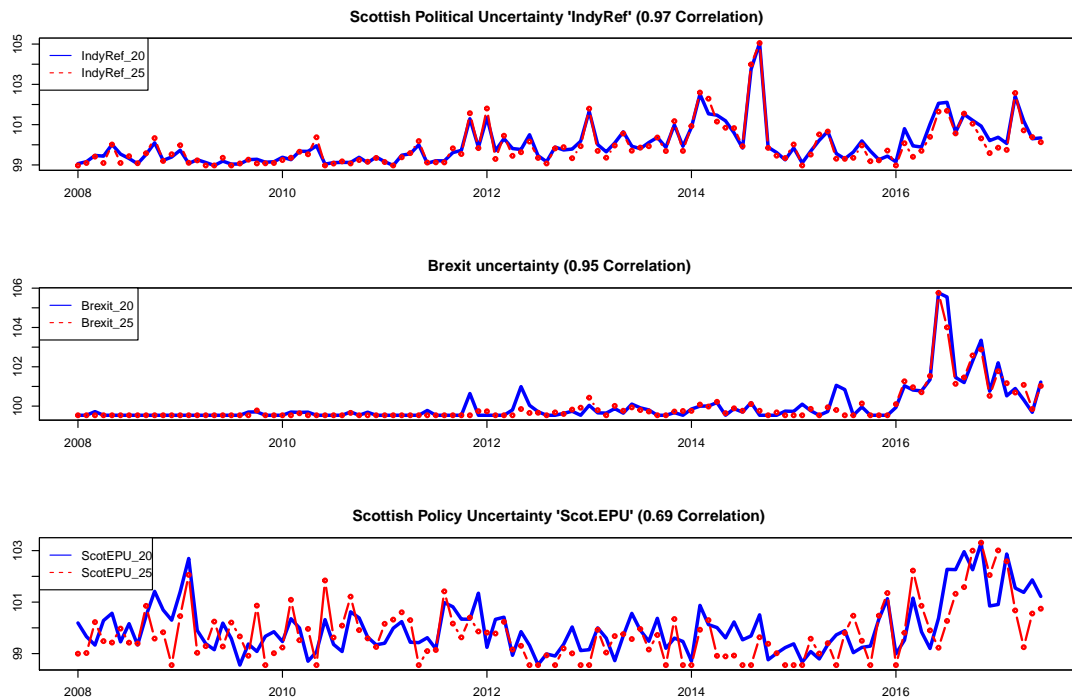 Scottish Political Uncertainty 'IndyRef' (0.97 Correlation)
IndyRef_20
IndyRef_25
105
103
101
99
2008 2010 2012 2014 2016
Brexit uncertainty (0.95 Correlation)
Brexit_20
Brexit_25
106
104
102
100
2008 2010 2012 2014 2016
Scottish Policy Uncertainty 'Scot.EPU' (0.69 Correlation)
ScotEPU_20
ScotEPU_25
103
101
99
2008 2010 2012 2014 2016